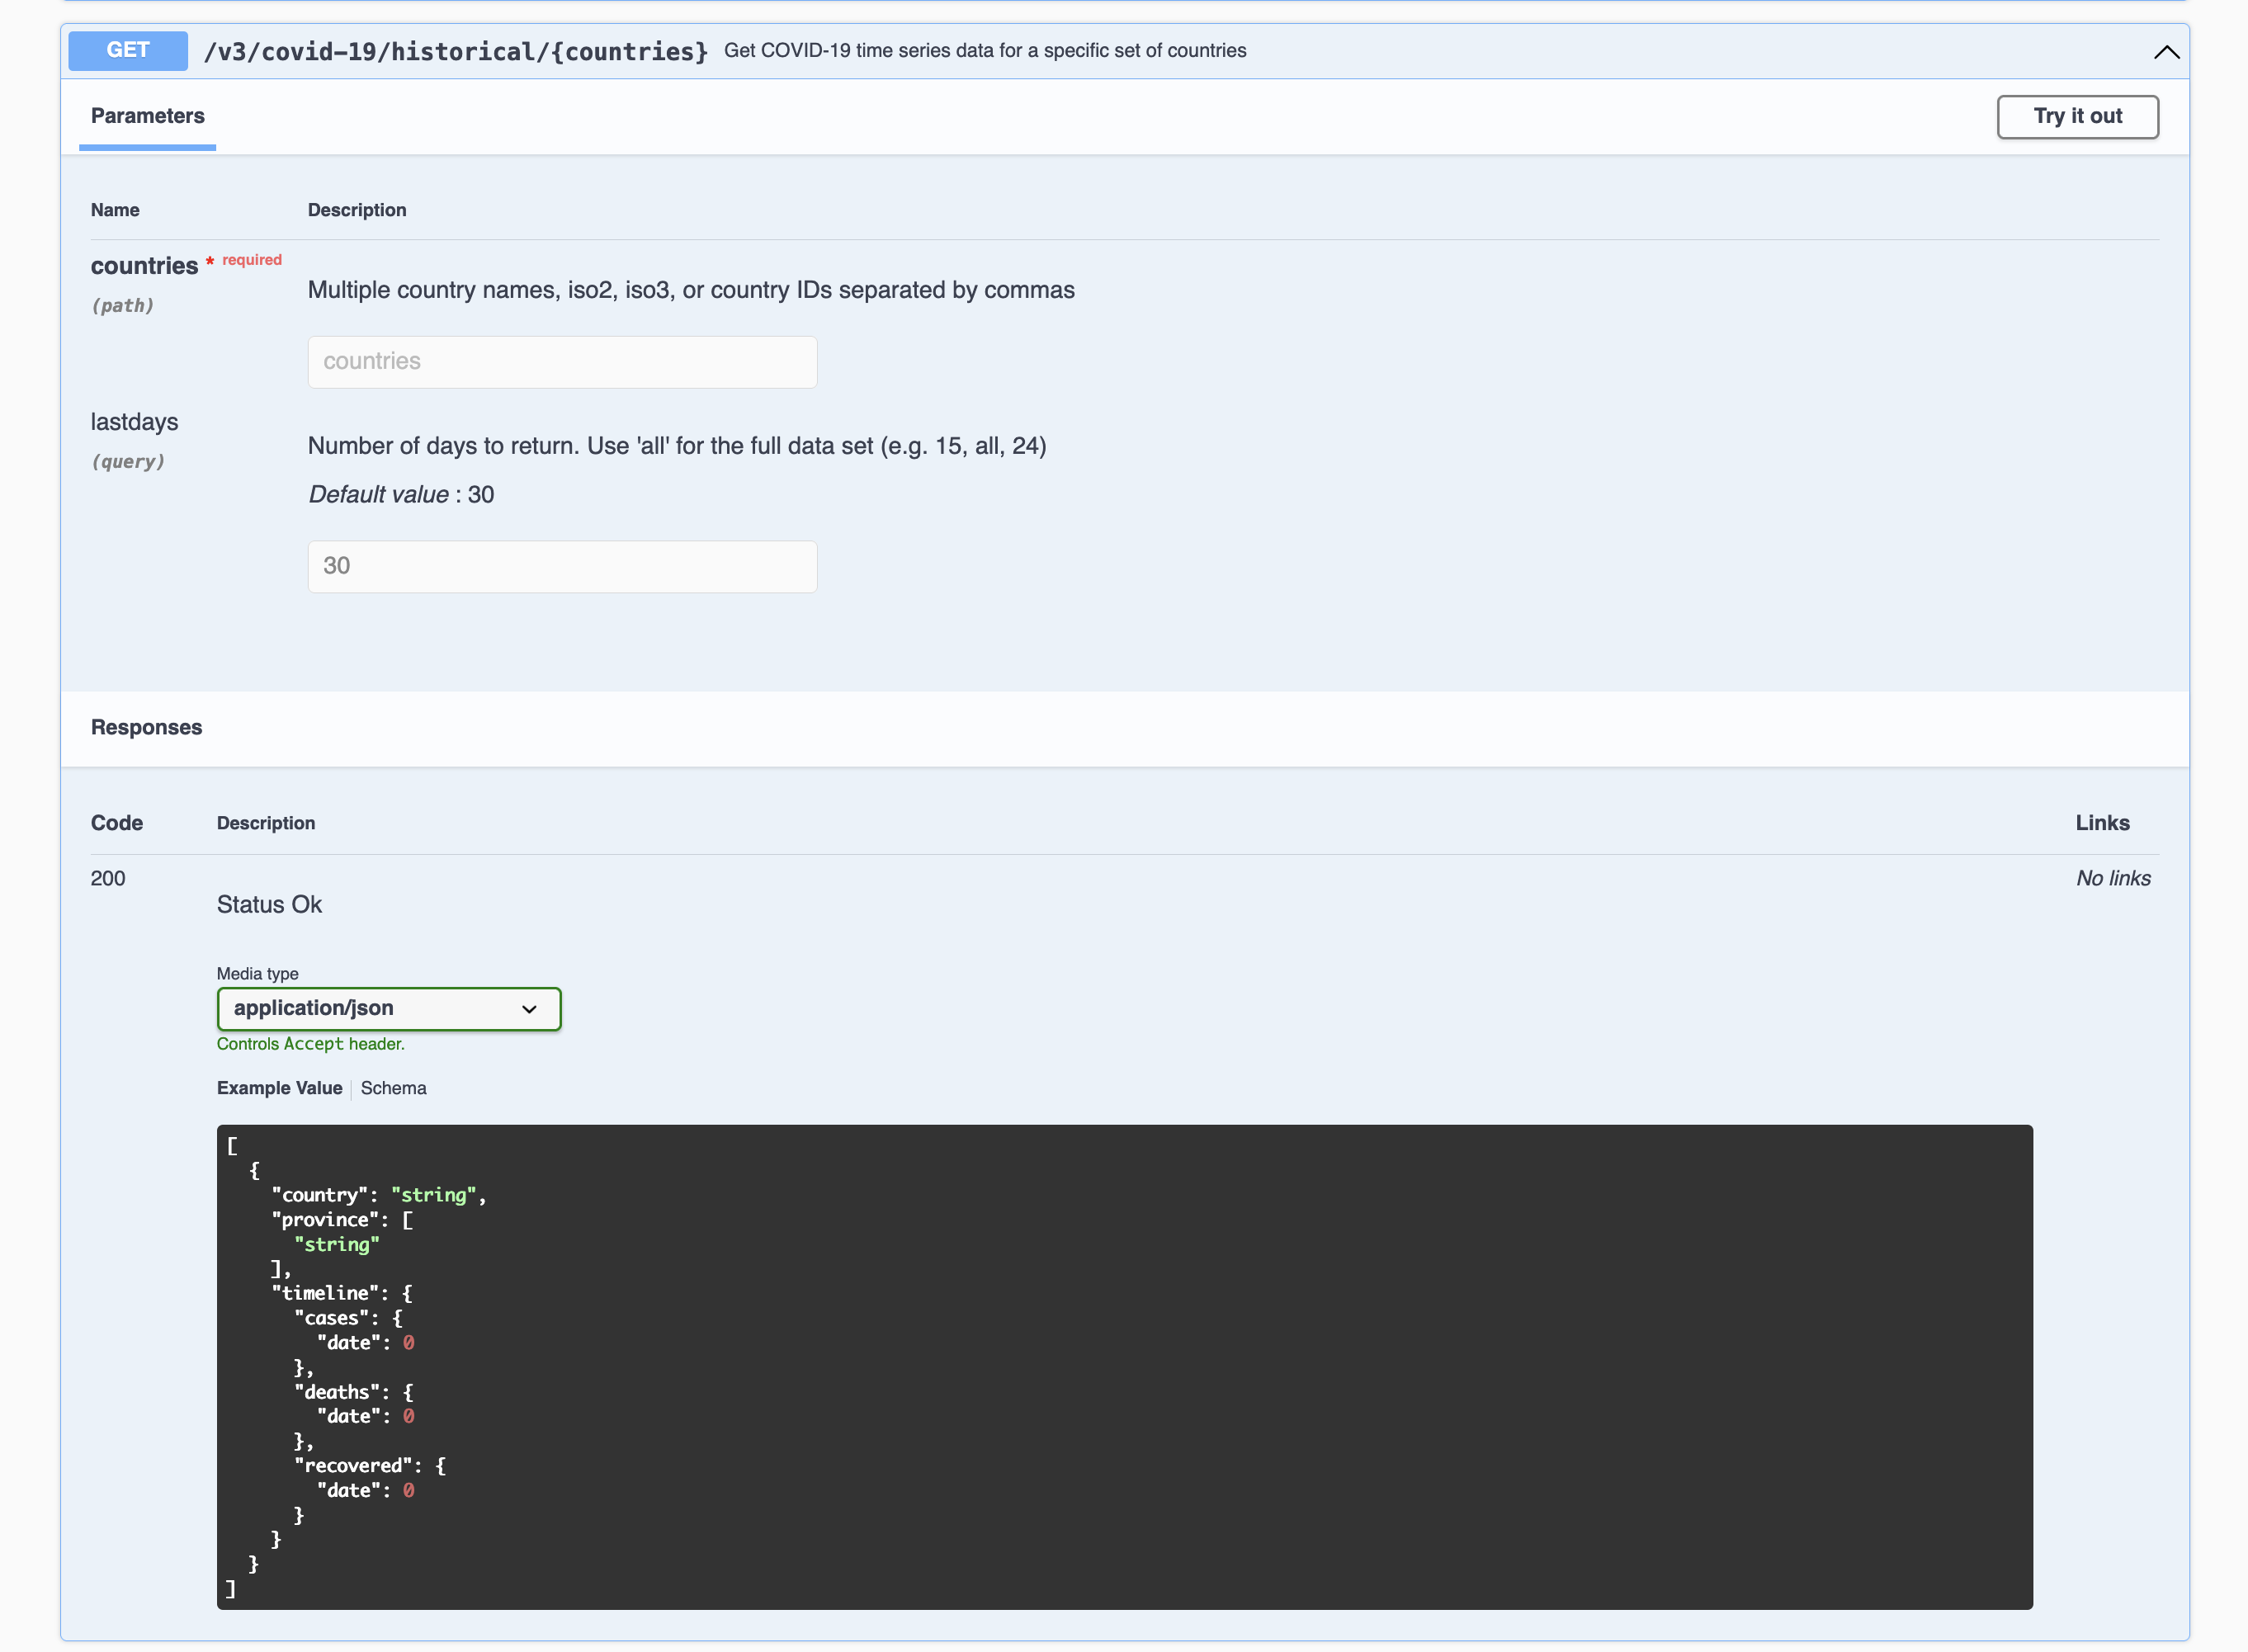 GET /v3/covid-19/historical/{countries} Get COVID-19 time series data for a specific set of countries
Parameters
Try it out
Name Description
countries * required
(path)
Multiple country names, iso2, iso3, or country IDs separated by commas
countries
lastdays
(query)
Number of days to return. Use 'all' for the full data set (e.g. 15, all, 24)
Default value : 30
30
Responses
Code Description Links
200
Status Ok
No links
Media type
application/json
Controls Accept header.
Example Value Schema
[
  {
    "country": "string",
    "province": [
      "string"
    ],
    "timeline": {
      "cases": {
        "date": 0
      },
      "deaths": {
        "date": 0
      },
      "recovered": {
        "date": 0
      }
    }
  }
]